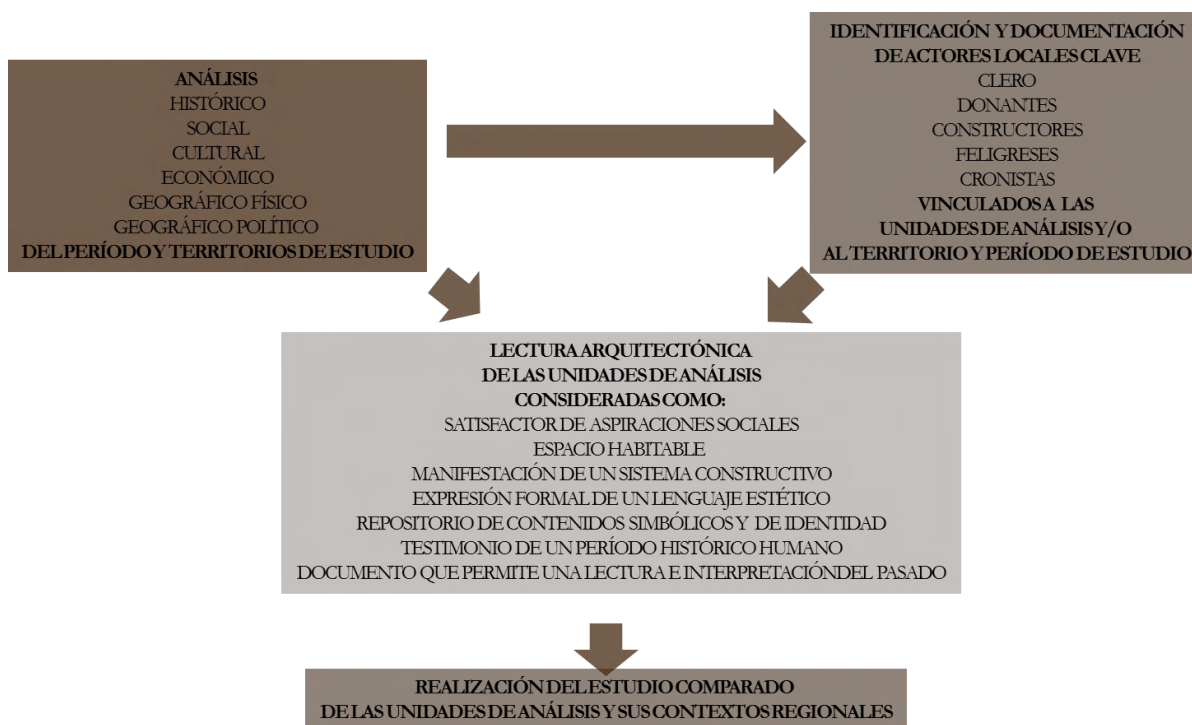 ANÁLISIS
HISTÓRICO
SOCIAL
CULTURAL
ECONÓMICO
GEOGRÁFICO FÍSICO
GEOGRÁFICO POLÍTICO
DEL PERÍODO Y TERRITORIOS DE ESTUDIO
IDENTIFICACIÓN Y DOCUMENTACIÓN
DE ACTORES LOCALES CLAVE
CLERO
DONANTES
CONSTRUCTORES
FELIGRESES
CRONISTAS
VINCULADOS A LAS
UNIDADES DE ANÁLISIS Y/O
AL TERRITORIO Y PERÍODO DE ESTUDIO
LECTURA ARQUITECTÓNICA
DE LAS UNIDADES DE ANÁLISIS
CONSIDERADAS COMO:
SATISFACTOR DE ASPIRACIONES SOCIALES
ESPACIO HABITABLE
MANIFESTACIÓN DE UN SISTEMA CONSTRUCTIVO
EXPRESIÓN FORMAL DE UN LENGUAJE ESTÉTICO
REPOSITORIO DE CONTENIDOS SIMBÓLICOS Y DE IDENTIDAD
TESTIMONIO DE UN PERÍODO HISTÓRICO HUMANO
DOCUMENTO QUE PERMITE UNA LECTURA E INTERPRETACIÓN DEL PASADO
REALIZACIÓN DEL ESTUDIO COMPARADO
DE LAS UNIDADES DE ANÁLISIS Y SUS CONTEXTOS REGIONALES